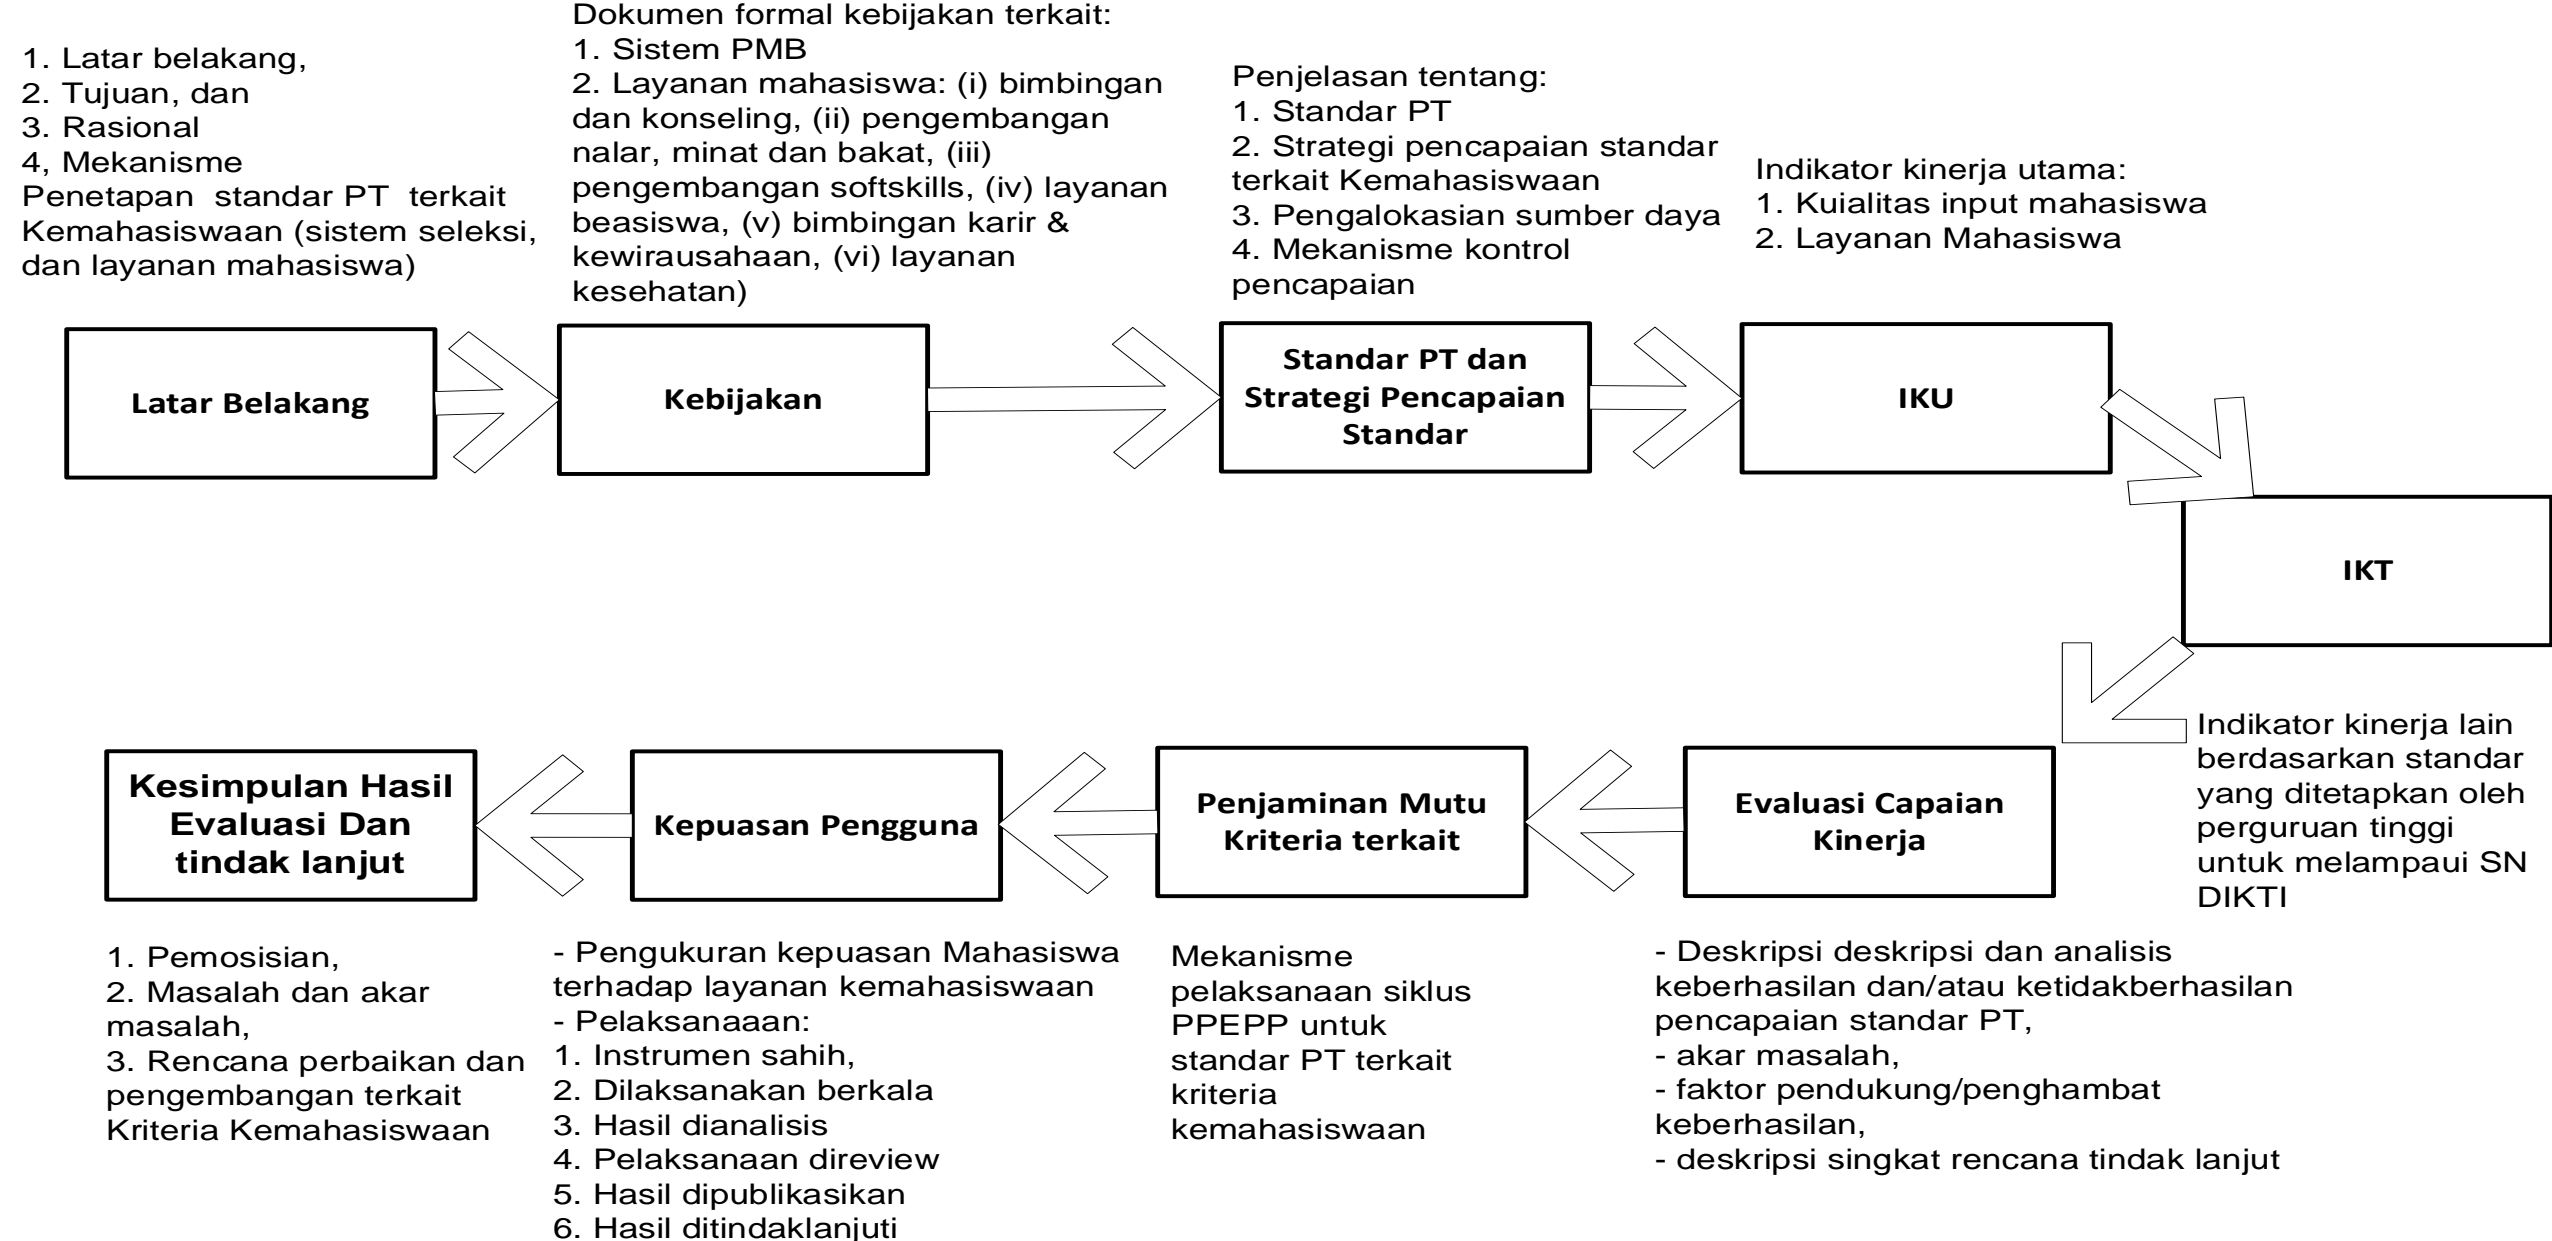 1. Latar belakang,
2. Tujuan, dan
3. Rasional
4, Mekanisme
Penetapan standar PT terkait
Kemahasiswaan (sistem seleksi,
dan layanan mahasiswa)
Dokumen formal kebijakan terkait:
1. Sistem PMB
2. Layanan mahasiswa: (i) bimbingan
dan konseling, (ii) pengembangan
nalar, minat dan bakat, (iii)
pengembangan softskills, (iv) layanan
beasiswa, (v) bimbingan karir &
kewirausahaan, (vi) layanan
kesehatan)
Penjelasan tentang:
1. Standar PT
2. Strategi pencapaian standar
terkait Kemahasiswaan
3. Pengalokasian sumber daya
4. Mekanisme kontrol
pencapaian
Indikator kinerja utama:
1. Kuialitas input mahasiswa
2. Layanan Mahasiswa
Latar Belakang
Kebijakan
Standar PT dan
Strategi Pencapaian
Standar
IKU
IKT
Indikator kinerja lain
berdasarkan standar
yang ditetapkan oleh
perguruan tinggi
untuk melampaui SN
DIKTI
Evaluasi Capaian
Kinerja
Penjaminan Mutu
Kriteria terkait
Kepuasan Pengguna
Kesimpulan Hasil
Evaluasi Dan
tindak lanjut
1. Pemosisian,
2. Masalah dan akar
masalah,
3. Rencana perbaikan dan
pengembangan terkait
Kriteria Kemahasiswaan
- Pengukuran kepuasan Mahasiswa
terhadap layanan kemahasiswaan
- Pelaksanaaan:
1. Instrumen sahih,
2. Dilaksanakan berkala
3. Hasil dianalisis
4. Pelaksanaan direview
5. Hasil dipublikasikan
6. Hasil ditindaklanjuti
Mekanisme
pelaksanaan siklus
PPEPP untuk
standar PT terkait
kriteria
kemahasiswaan
- Deskripsi deskripsi dan analisis
keberhasilan dan/atau ketidakberhasilan
pencapaian standar PT,
- akar masalah,
- faktor pendukung/penghambat
keberhasilan,
- deskripsi singkat rencana tindak lanjut